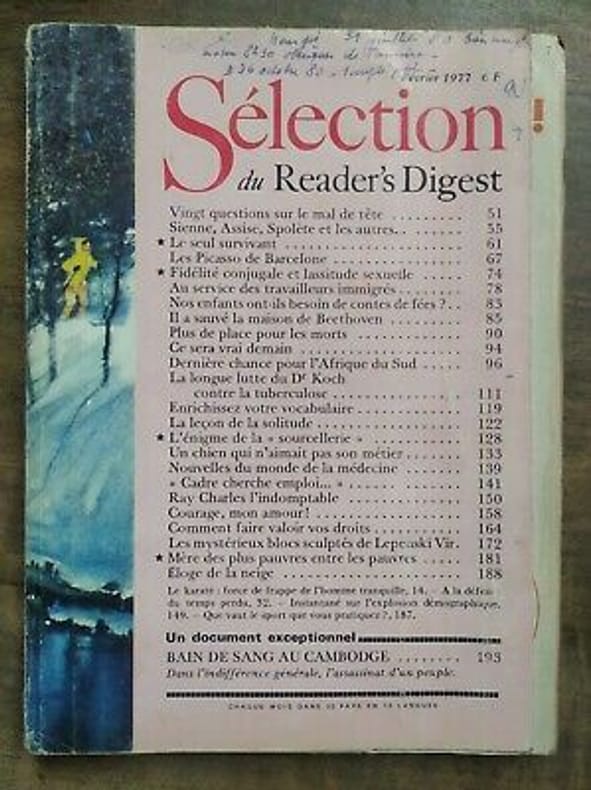 février 1977 6 F
Sélection
du Reader's Digest
Vingt questions sur le mal de tête ......... 51
Sienne, Assise, Spolète et les autres... ...... 55
★ Le seul survivant ...................... 61
Les Picasso de Barcelone ................. 67
★ Fidélité conjugale et lassitude sexuelle ..... 74
Au service des travailleurs immigrés ........ 78
Nos enfants ont-ils besoin de contes de fées ? .. 83
Il a sauvé la maison de Beethoven ......... 85
Plus de place pour les morts ............. 90
Ce sera vrai demain .................... 94
Dernière chance pour l'Afrique du Sud ..... 96
La longue lutte du Dr Koch
contre la tuberculose ................. 111
Enrichissez votre vocabulaire ............. 119
La leçon de la solitude .................. 122
★ L'énigme de la « sourcellerie » ............ 128
Un chien qui n'aimait pas son métier ....... 133
Nouvelles du monde de la médecine ....... 139
« Cadre cherche emploi... » .............. 141
Ray Charles l'indomptable ............... 150
Courage, mon amour ! ................... 158
Comment faire valoir vos droits ........... 164
Les mystérieux blocs sculptés de Lepenski Vir . 172
★ Mère des plus pauvres entre les pauvres ..... 181
Éloge de la neige ....................... 188
Le karaté : force de frappe de l'homme tranquille, 14. — A la défense
du temps perdu, 32. — Instantané sur l'explosion démographique,
149. — Que vaut le sport que vous pratiquez ?, 187.
Un document exceptionnel
BAIN DE SANG AU CAMBODGE ........ 193
Dans l'indifférence générale, l'assassinat d'un peuple.
CHAQUE MOIS DANS